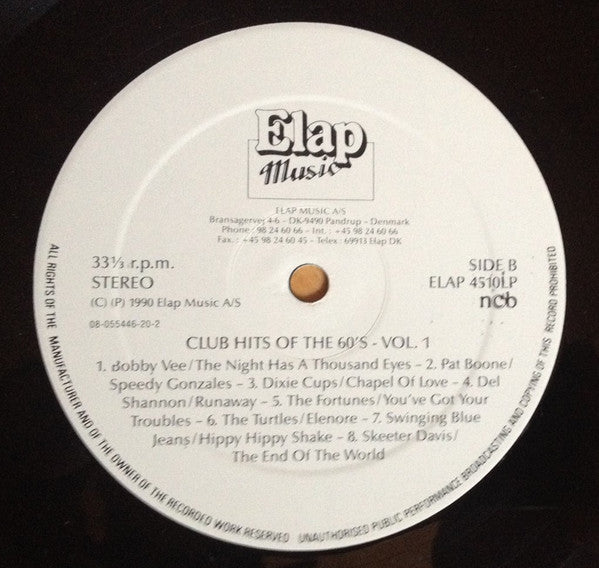 Elap
Music
ELAP MUSIC A/S
Bransagervej 4-6 - DK-9490 Pandrup - Denmark
Phone : 98 24 60 66 - Int. : +45 98 24 60 66
Fax. : +45 98 24 60 45 - Telex : 69913 Elap DK
33⅓ r.p.m.
STEREO
(C) (P) 1990 Elap Music A/S
08-055446-20-2
SIDE B
ELAP 4510LP
ncb
CLUB HITS OF THE 60'S - VOL. 1
1. Bobby Vee/The Night Has A Thousand Eyes - 2. Pat Boone/
Speedy Gonzales - 3. Dixie Cups/Chapel Of Love - 4. Del
Shannon/Runaway - 5. The Fortunes/You've Got Your
Troubles - 6. The Turtles/Elenore - 7. Swinging Blue
Jeans/Hippy Hippy Shake - 8. Skeeter Davis/
The End Of The World
ALL RIGHTS OF THE MANUFACTURER AND OF THE OWNER OF THE RECORDED WORK RESERVED UNAUTHORISED PUBLIC PERFORMANCE BROADCASTING AND COPYING OF THIS RECORD PROHIBITED